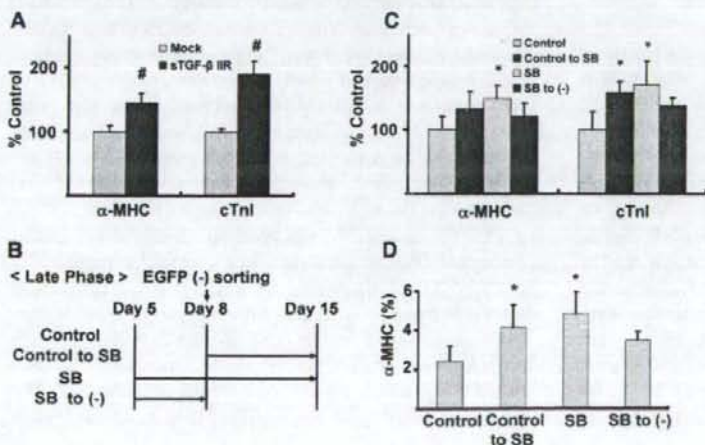 A
% Control
200
100
Mock
sTGF-β IIR
#
#
α-MHC
cTnI
C
% Control
200
100
Control
Control to SB
SB
SB to (-)
*
*
*
α-MHC
cTnI
B
< Late Phase > EGFP (-) sorting
Day 5 Day 8 Day 15
Control
Control to SB
SB
SB to (-)
D
α-MHC (%)
6
4
2
*
*
Control
Control to SB
SB
SB to (-)